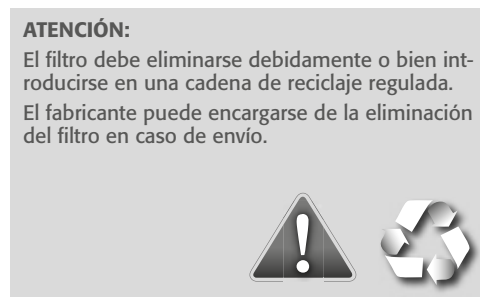 ATENCIÓN:
El filtro debe eliminarse debidamente o bien int-
roducirse en una cadena de reciclaje regulada.
El fabricante puede encargarse de la eliminación
del filtro en caso de envío.